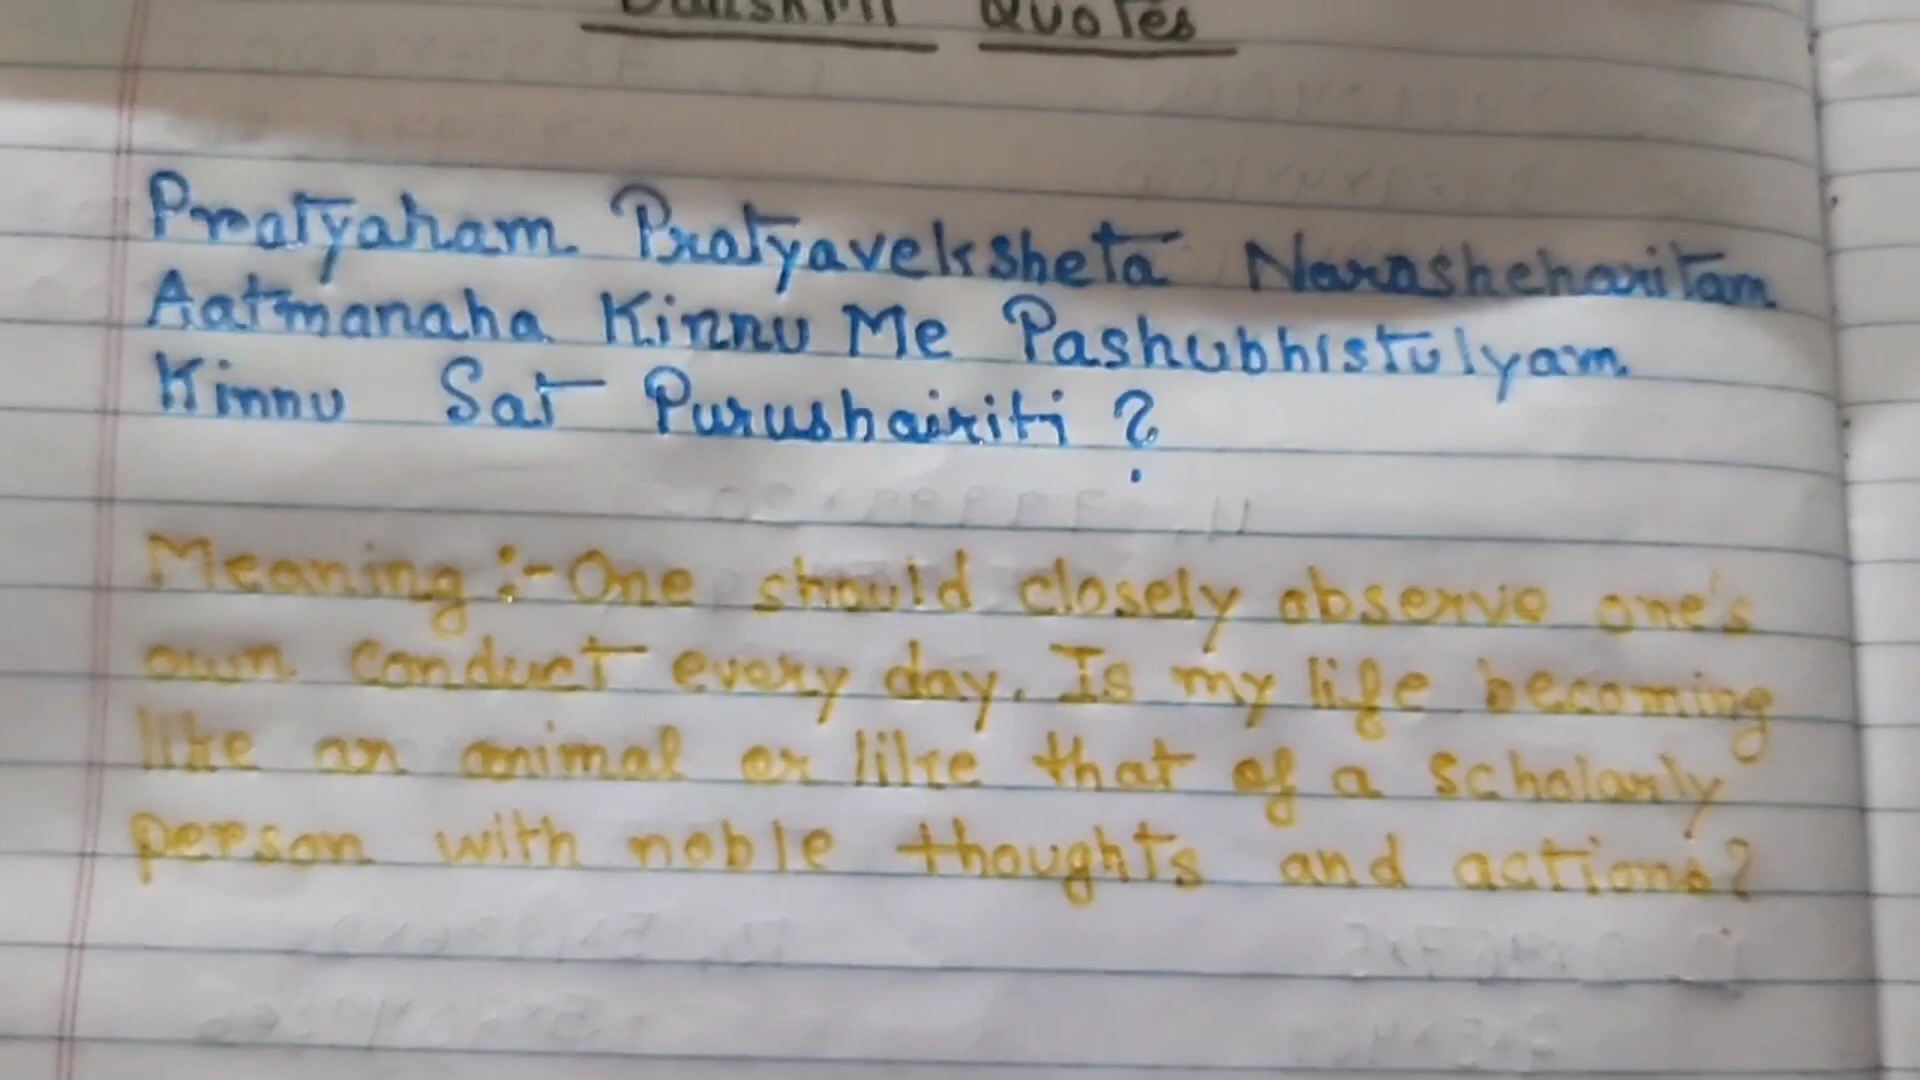 Quotes
Pratyaham Pratyaveksheta Narashcharitam
Aatmanaha Kinnu Me Pashubhistulyam
Kinnu Sat Purushairiti ?
Meaning :- One should closely observe one's
own conduct every day. Is my life becoming
like an animal or like that of a scholarly
person with noble thoughts and actions?